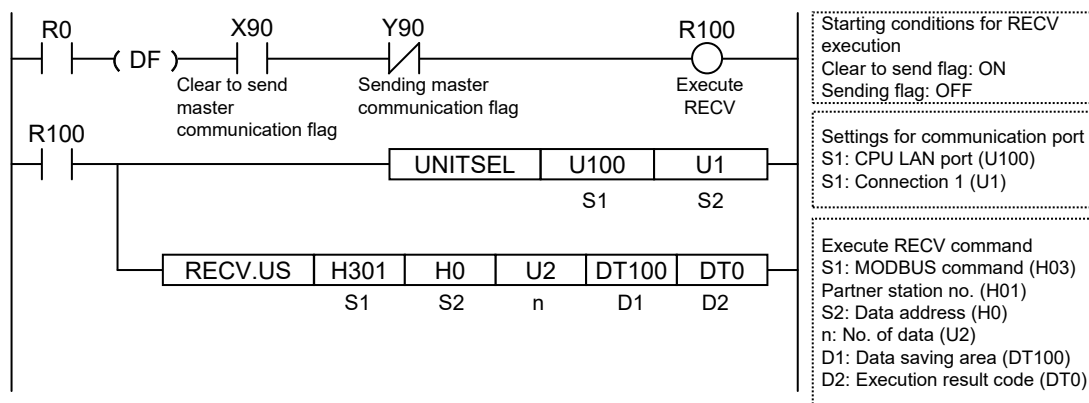 R0
X90
Y90
R100
( DF )
Clear to send
master
communication flag
Sending master
communication flag
Execute
RECV
Starting conditions for RECV
execution
Clear to send flag: ON
Sending flag: OFF
R100
UNITSEL U100 U1
S1 S2
Settings for communication port
S1: CPU LAN port (U100)
S1: Connection 1 (U1)
RECV.US H301 H0 U2 DT100 DT0
S1 S2 n D1 D2
Execute RECV command
S1: MODBUS command (H03)
Partner station no. (H01)
S2: Data address (H0)
n: No. of data (U2)
D1: Data saving area (DT100)
D2: Execution result code (DT0)